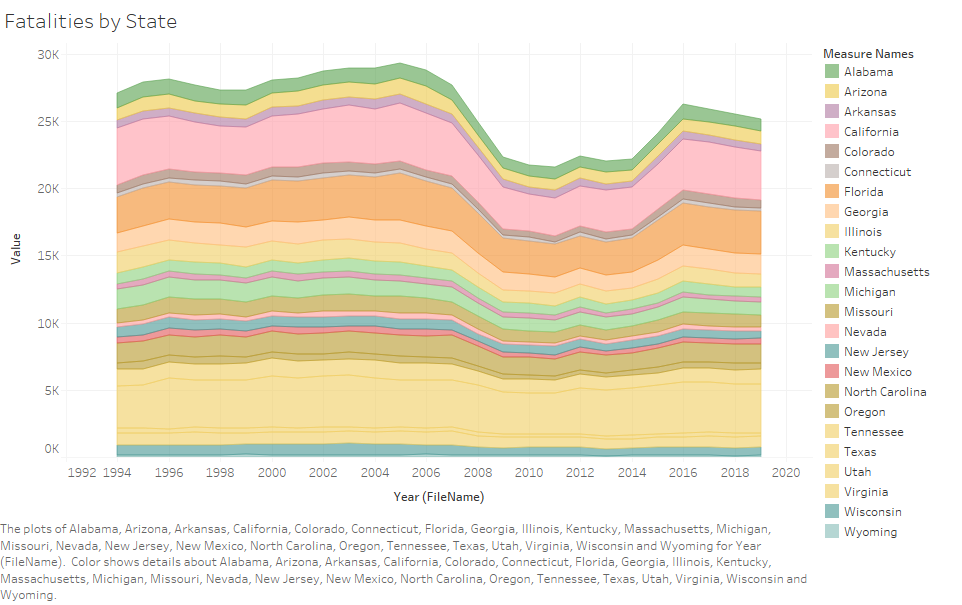 Fatalities by State
30K
25K
20K
15K
10K
5K
0K
Value
1992 1994 1996 1998 2000 2002 2004 2006 2008 2010 2012 2014 2016 2018 2020
Year (FileName)
Measure Names
Alabama
Arizona
Arkansas
California
Colorado
Connecticut
Florida
Georgia
Illinois
Kentucky
Massachusetts
Michigan
Missouri
Nevada
New Jersey
New Mexico
North Carolina
Oregon
Tennessee
Texas
Utah
Virginia
Wisconsin
Wyoming
The plots of Alabama, Arizona, Arkansas, California, Colorado, Connecticut, Florida, Georgia, Illinois, Kentucky, Massachusetts, Michigan,
Missouri, Nevada, New Jersey, New Mexico, North Carolina, Oregon, Tennessee, Texas, Utah, Virginia, Wisconsin and Wyoming for Year
(FileName).  Color shows details about Alabama, Arizona, Arkansas, California, Colorado, Connecticut, Florida, Georgia, Illinois, Kentucky,
Massachusetts, Michigan, Missouri, Nevada, New Jersey, New Mexico, North Carolina, Oregon, Tennessee, Texas, Utah, Virginia, Wisconsin and
Wyoming.